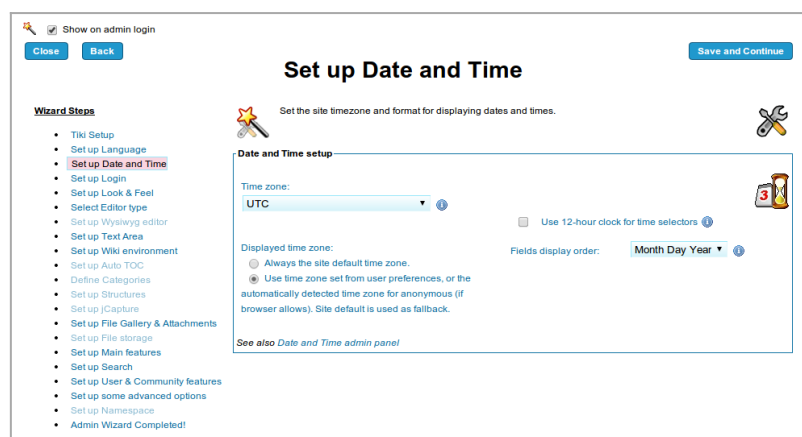 Show on admin login
Close
Back
Save and Continue
Set up Date and Time
Wizard Steps
Tiki Setup
Set up Language
Set up Date and Time
Set up Login
Set up Look & Feel
Select Editor type
Set up Wysiwyg editor
Set up Text Area
Set up Wiki environment
Set up Auto TOC
Define Categories
Set up Structures
Set up jCapture
Set up File Gallery & Attachments
Set up File storage
Set up Main features
Set up Search
Set up User & Community features
Set up some advanced options
Set up Namespace
Admin Wizard Completed!
Set the site timezone and format for displaying dates and times.
Date and Time setup
Time zone:
UTC
3
Use 12-hour clock for time selectors
Displayed time zone:
Always the site default time zone.
Use time zone set from user preferences, or the
automatically detected time zone for anonymous (if
browser allows). Site default is used as fallback.
Fields display order:
Month Day Year
See also Date and Time admin panel